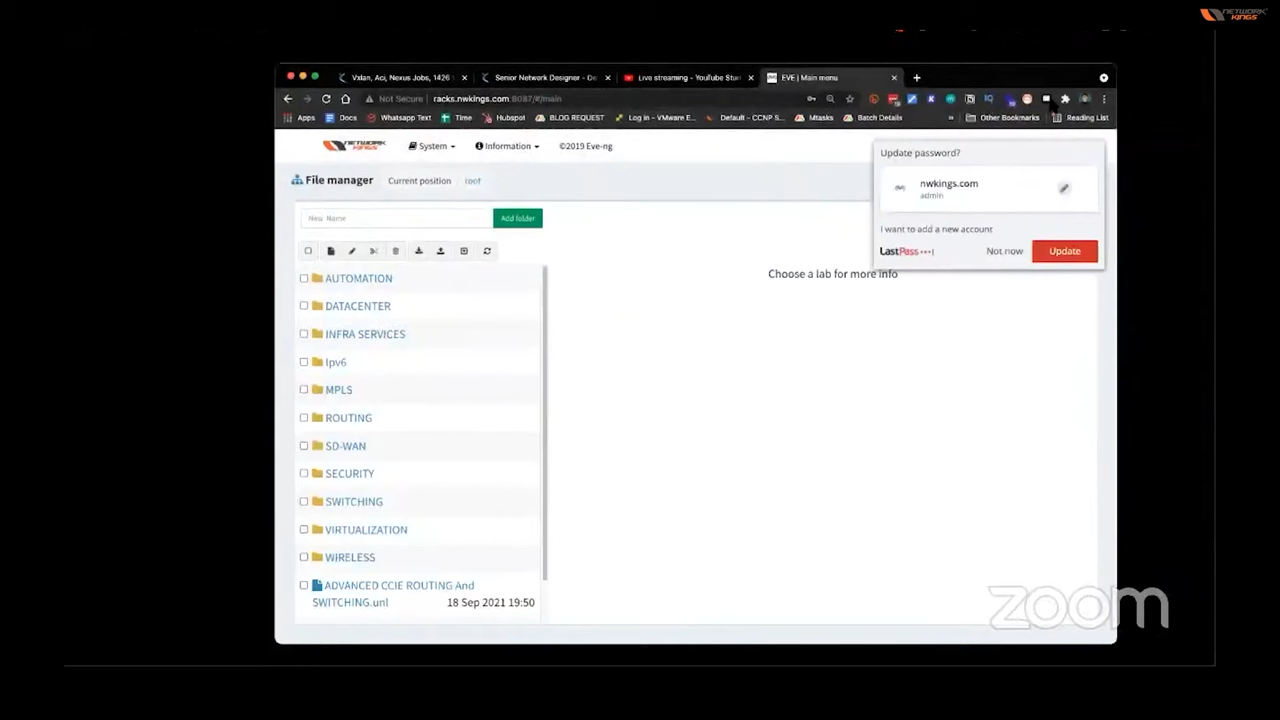 NETWORK KINGS
Vxlan, Aci, Nexus Jobs, 1426
Senior Network Designer - De
Live streaming - YouTube Stu
EVE | Main menu
Not Secure | racks.nwkings.com:8087/#/main
Apps
Docs
Whatsapp Text
Time
Hubspot
BLOG REQUEST
Log in – VMware E...
Default – CCNP S...
Mtasks
Batch Details
»
Other Bookmarks
Reading List
NETWORK KINGS
System
Information
©2019 Eve-ng
Update password?
nwkings.com
admin
I want to add a new account
LastPass
Not now
Update
File manager
Current position
root
New Name
Add folder
Choose a lab for more info
AUTOMATION
DATACENTER
INFRA SERVICES
Ipv6
MPLS
ROUTING
SD-WAN
SECURITY
SWITCHING
VIRTUALIZATION
WIRELESS
ADVANCED CCIE ROUTING And
SWITCHING.unl
18 Sep 2021 19:50
zoom